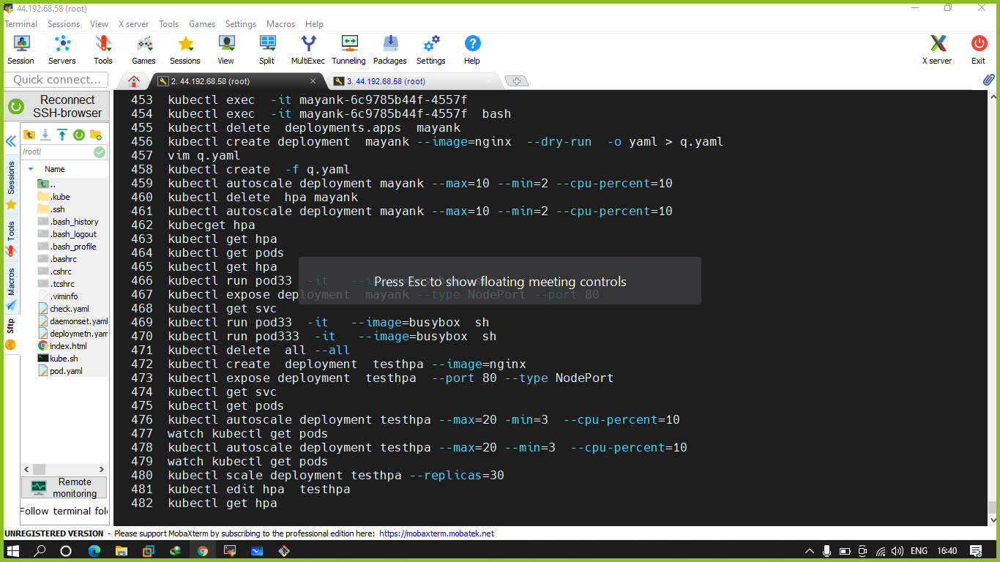 44.192.68.58 (root)
Terminal Sessions View X server Tools Games Settings Macros Help
Session Servers Tools Games Sessions View Split MultiExec Tunneling Packages Settings Help X server Exit
Quick connect...
2. 44.192.68.58 (root)
3. 44.192.68.58 (root)
Reconnect
SSH-browser
/root/
Name
..
.kube
.ssh
.bash_history
.bash_logout
.bash_profile
.bashrc
.cshrc
.tcshrc
.viminfo
check.yaml
daemonset.yaml
deploymetn.yam
index.html
kube.sh
pod.yaml
Sessions
Tools
Macros
Sftp
Remote
monitoring
Follow terminal fol
453 kubectl exec -it mayank-6c9785b44f-4557f
454 kubectl exec -it mayank-6c9785b44f-4557f bash
455 kubectl delete deployments.apps mayank
456 kubectl create deployment mayank --image=nginx --dry-run -o yaml > q.yaml
457 vim q.yaml
458 kubectl create -f q.yaml
459 kubectl autoscale deployment mayank --max=10 --min=2 --cpu-percent=10
460 kubectl delete hpa mayank
461 kubectl autoscale deployment mayank --max=10 --min=2 --cpu-percent=10
462 kubecget hpa
463 kubectl get hpa
464 kubectl get pods
465 kubectl get hpa
466 kubectl run pod33 -it --image=busybox sh
Press Esc to show floating meeting controls
467 kubectl expose deployment mayank --type NodePort --port 80
468 kubectl get svc
469 kubectl run pod33 -it --image=busybox sh
470 kubectl run pod333 -it --image=busybox sh
471 kubectl delete all --all
472 kubectl create deployment testhpa --image=nginx
473 kubectl expose deployment testhpa --port 80 --type NodePort
474 kubectl get svc
475 kubectl get pods
476 kubectl autoscale deployment testhpa --max=20 -min=3 --cpu-percent=10
477 watch kubectl get pods
478 kubectl autoscale deployment testhpa --max=20 --min=3 --cpu-percent=10
479 watch kubectl get pods
480 kubectl scale deployment testhpa --replicas=30
481 kubectl edit hpa testhpa
482 kubectl get hpa
UNREGISTERED VERSION - Please support MobaXterm by subscribing to the professional edition here: https://mobaxterm.mobatek.net
ENG 16:40